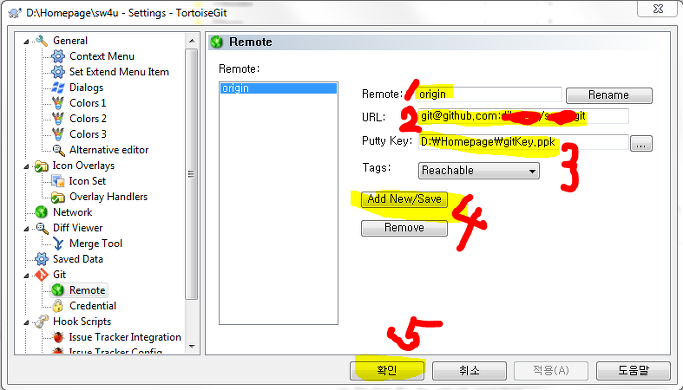 D:\Homepage\sw4u - Settings - TortoiseGit
General
Context Menu
Set Extend Menu Item
Dialogs
Colors 1
Colors 2
Colors 3
Alternative editor
Icon Overlays
Icon Set
Overlay Handlers
Network
Diff Viewer
Merge Tool
Saved Data
Git
Remote
Credential
Hook Scripts
Issue Tracker Integration
Issue Tracker Config
Remote
Remote:
origin
1
Remote: origin
Rename
2
URL: git@github.com: / git
Putty Key: D:₩Homepage₩gitKey.ppk
...
3
Tags: Reachable
Add New/Save
4
Remove
5
확인
취소
적용(A)
도움말